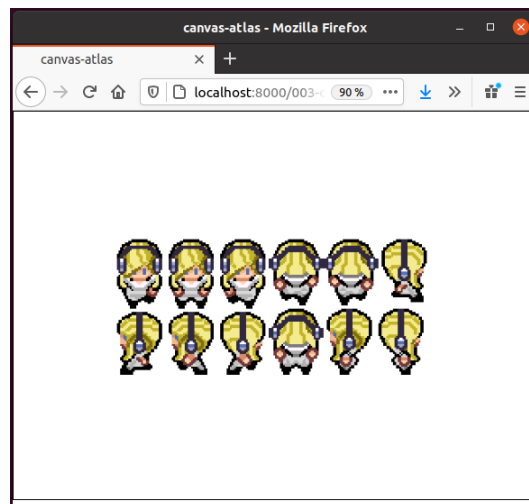 canvas-atlas - Mozilla Firefox
canvas-atlas
localhost:8000/003-
90 %